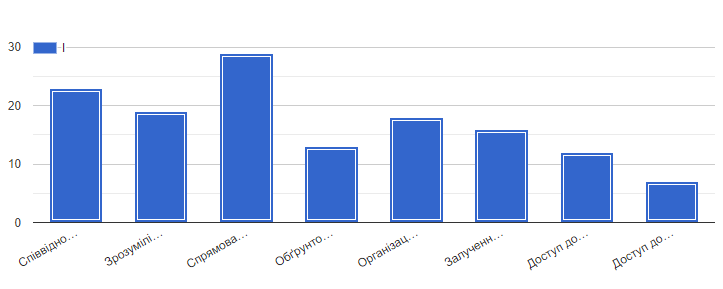 30
I
20
10
0
Співвідно…
Зрозумілі…
Спрямова…
Обґрунто…
Організац…
Залученн…
Доступ до…
Доступ до…